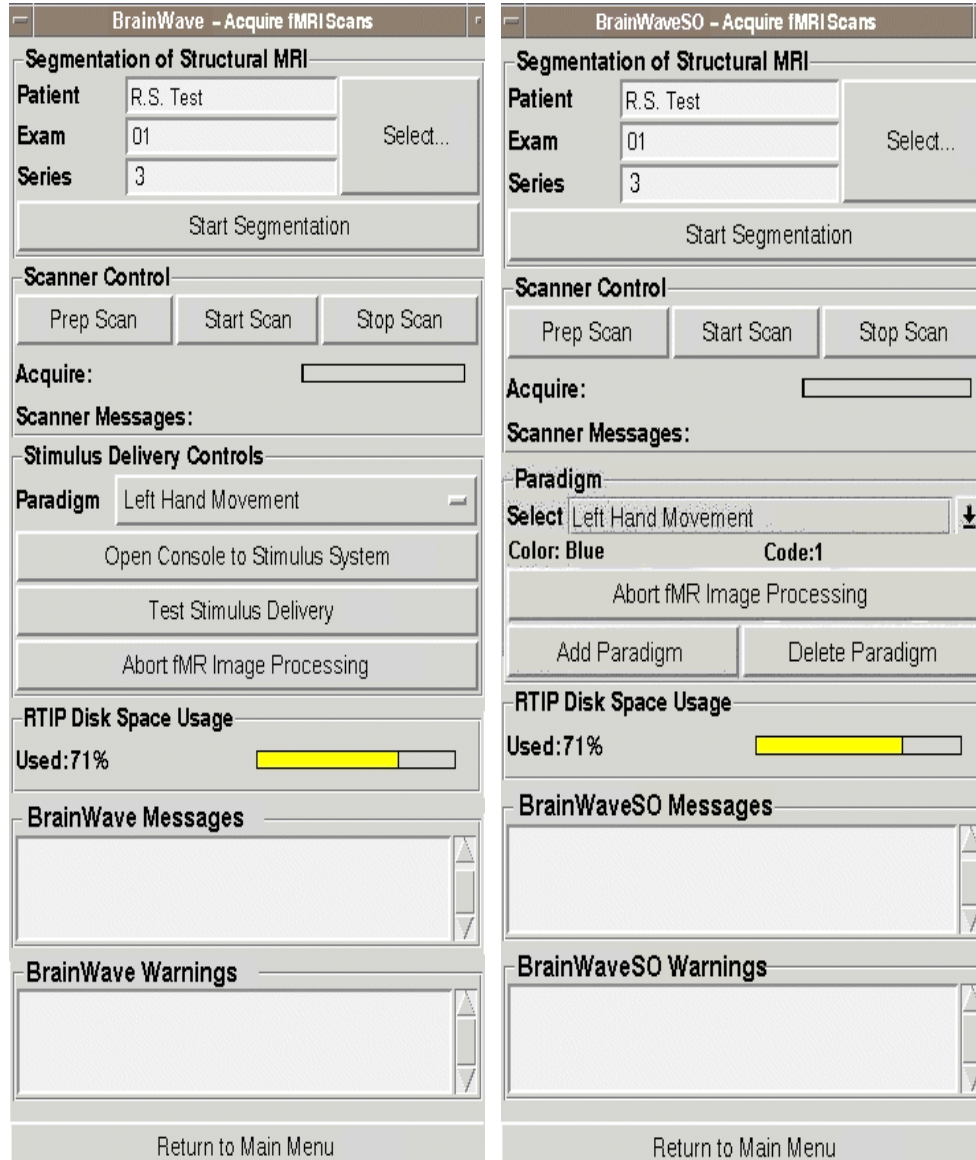 BrainWave – Acquire fMRI Scans
Segmentation of Structural MRI
Patient R.S. Test
Exam 01
Series 3
Select...
Start Segmentation
Scanner Control
Prep Scan Start Scan Stop Scan
Acquire:
Scanner Messages:
Stimulus Delivery Controls
Paradigm Left Hand Movement
Open Console to Stimulus System
Test Stimulus Delivery
Abort fMR Image Processing
RTIP Disk Space Usage
Used:71%
BrainWave Messages
BrainWave Warnings
Return to Main Menu
BrainWaveSO – Acquire fMRI Scans
Segmentation of Structural MRI
Patient R.S. Test
Exam 01
Series 3
Select...
Start Segmentation
Scanner Control
Prep Scan Start Scan Stop Scan
Acquire:
Scanner Messages:
Paradigm
Select Left Hand Movement
Color: Blue Code:1
Abort fMR Image Processing
Add Paradigm Delete Paradigm
RTIP Disk Space Usage
Used:71%
BrainWaveSO Messages
BrainWaveSO Warnings
Return to Main Menu